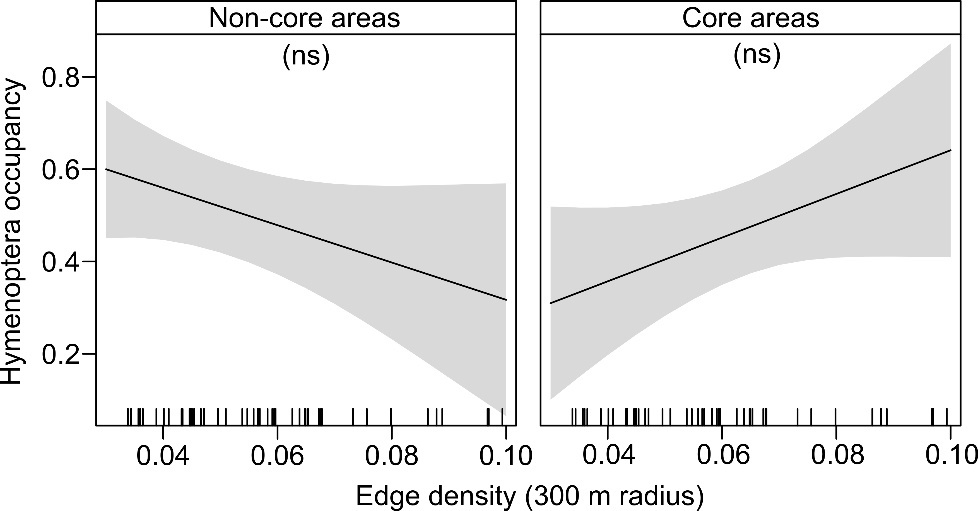 Non-core areas
Core areas
(ns)
(ns)
Hymenoptera occupancy
0.8
0.6
0.4
0.2
0.04
0.06
0.08
0.10
0.04
0.06
0.08
0.10
Edge density (300 m radius)